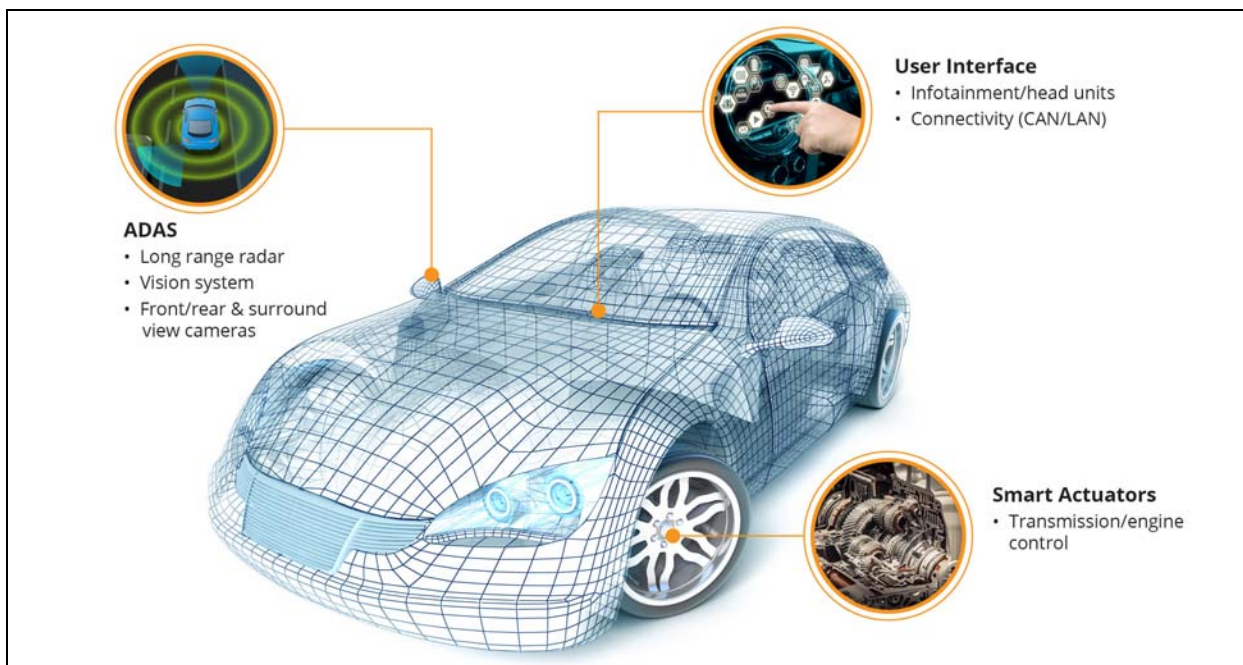 ADAS
• Long range radar
• Vision system
• Front/rear & surround
view cameras
User Interface
• Infotainment/head units
• Connectivity (CAN/LAN)
Smart Actuators
• Transmission/engine
control